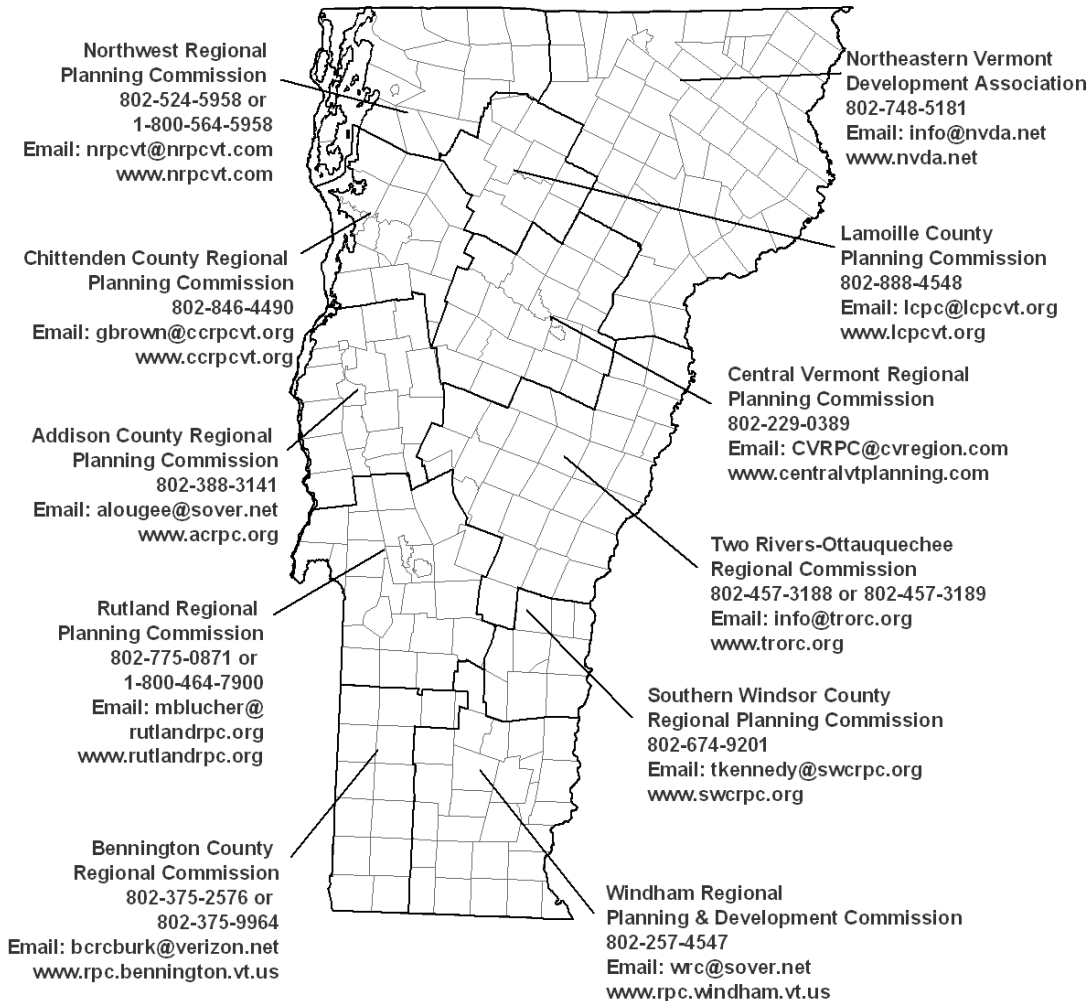 Northwest Regional
Planning Commission
802-524-5958 or
1-800-564-5958
Email: nrpcvt@nrpcvt.com
www.nrpcvt.com
Chittenden County Regional
Planning Commission
802-846-4490
Email: gbrown@ccrpcvt.org
www.ccrpcvt.org
Addison County Regional
Planning Commission
802-388-3141
Email: alougee@sover.net
www.acrpc.org
Rutland Regional
Planning Commission
802-775-0871 or
1-800-464-7900
Email: mblucher@
rutlandrpc.org
www.rutlandrpc.org
Bennington County
Regional Commission
802-375-2576 or
802-375-9964
Email: bcrcburk@verizon.net
www.rpc.bennington.vt.us
Northeastern Vermont
Development Association
802-748-5181
Email: info@nvda.net
www.nvda.net
Lamoille County
Planning Commission
802-888-4548
Email: lcpc@lcpcvt.org
www.lcpcvt.org
Central Vermont Regional
Planning Commission
802-229-0389
Email: CVRPC@cvregion.com
www.centralvtplanning.com
Two Rivers-Ottauquechee
Regional Commission
802-457-3188 or 802-457-3189
Email: info@trorc.org
www.trorc.org
Southern Windsor County
Regional Planning Commission
802-674-9201
Email: tkennedy@swcrpc.org
www.swcrpc.org
Windham Regional
Planning & Development Commission
802-257-4547
Email: wrc@sover.net
www.rpc.windham.vt.us